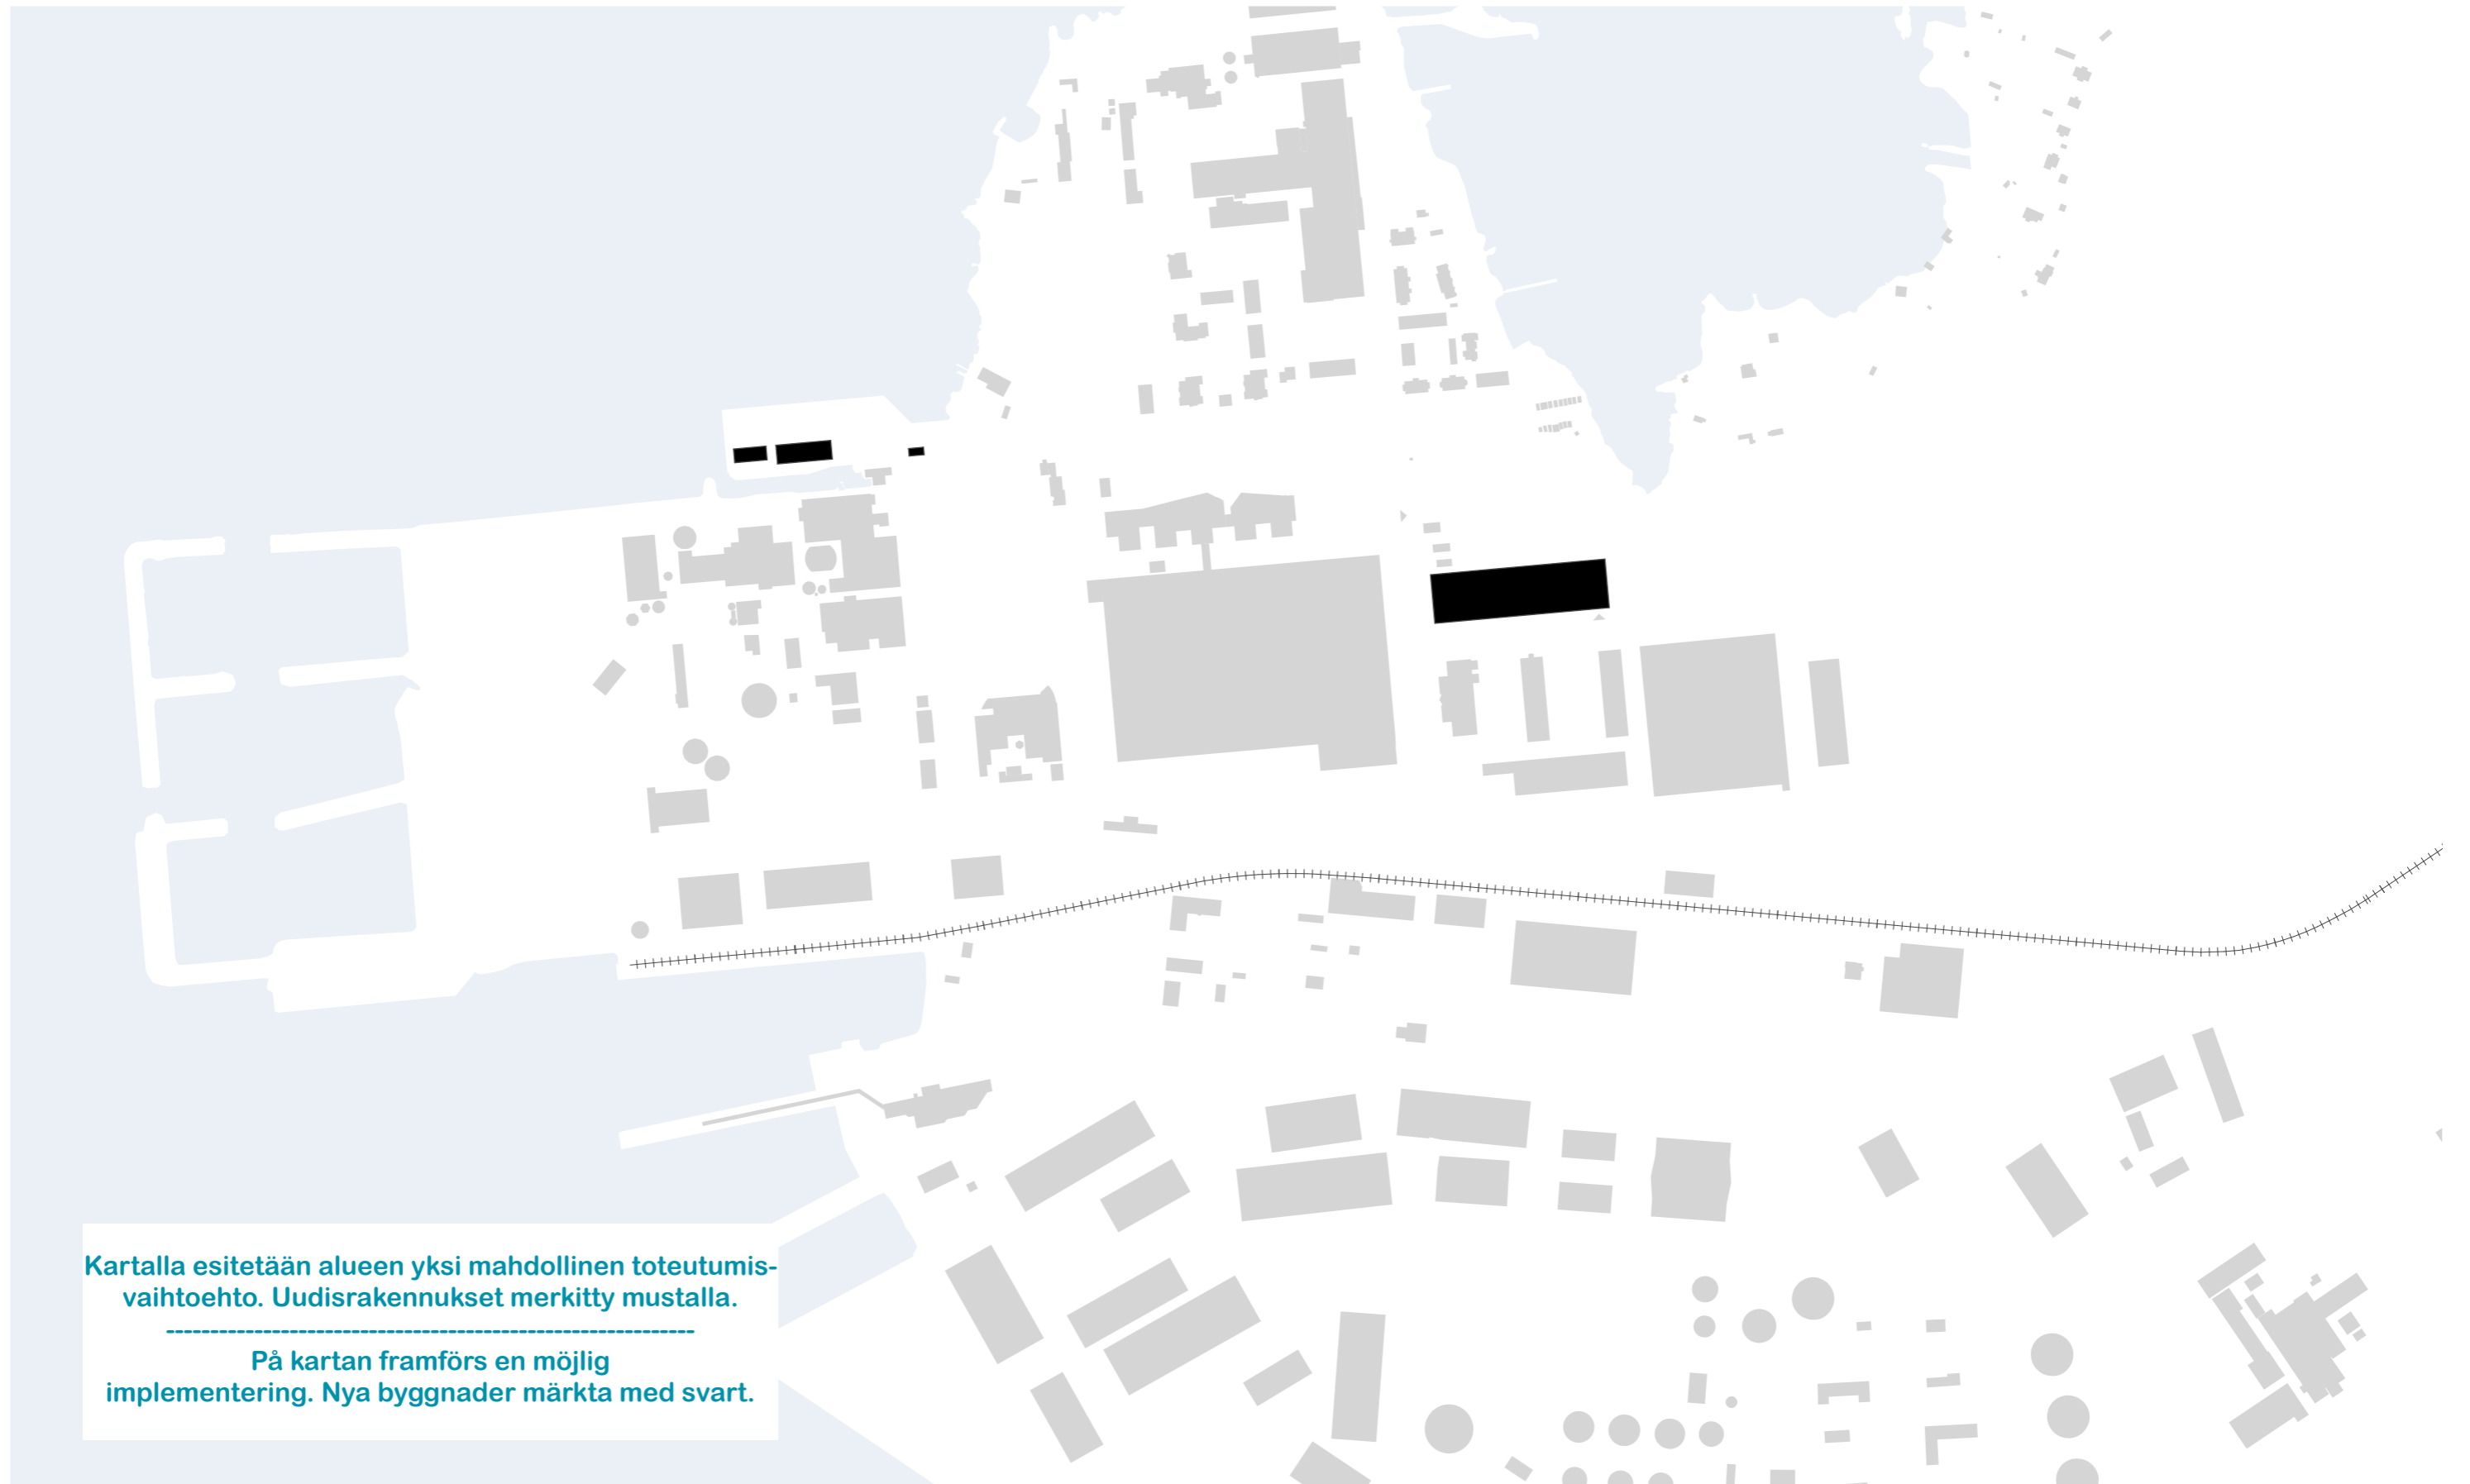 Kartalla esitetään alueen yksi mahdollinen toteutumis-
vaihtoehto. Uudisrakennukset merkitty mustalla.
------------------------------------------------------------
På kartan framförs en möjlig
implementering. Nya byggnader märkta med svart.